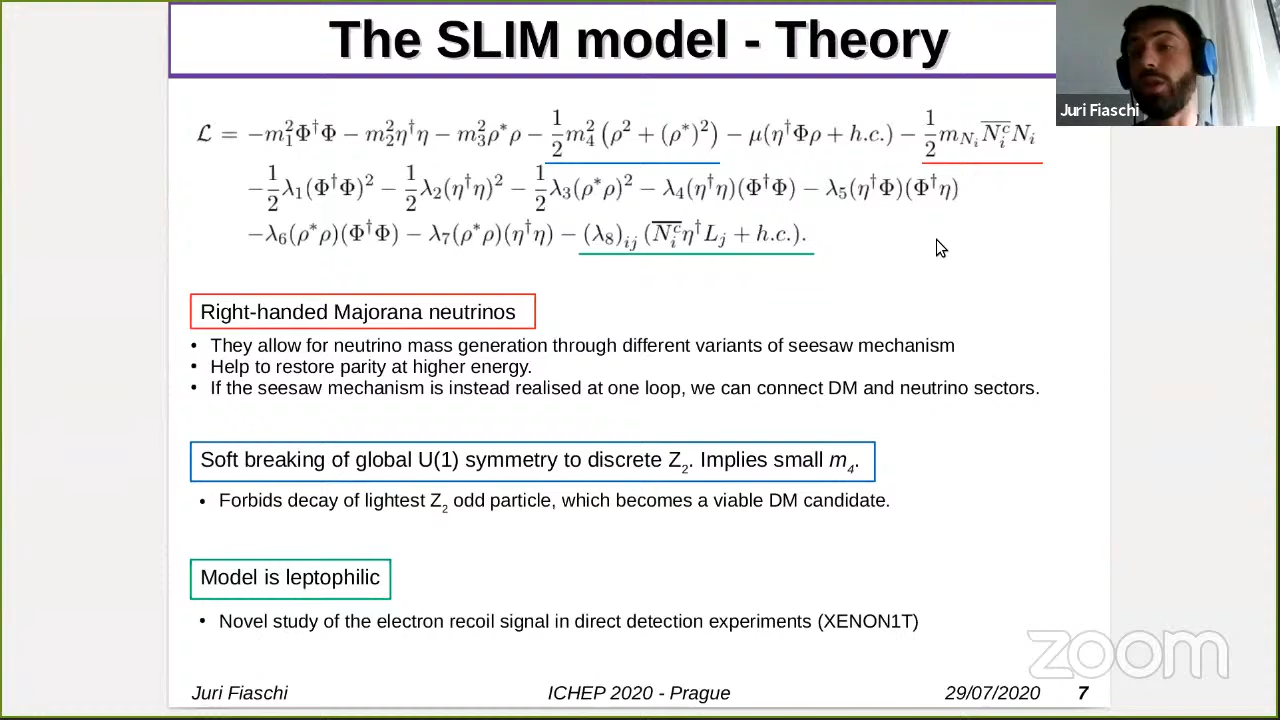 The SLIM model - Theory
Juri Fiaschi
ℒ = −m₁²Φ†Φ − m₂²η†η − m₃²ρ*ρ − ½m₄²(ρ² + (ρ*)²) − μ(η†Φρ + h.c.) − ½m_{N_i} \overline{N_i^c}N_i
−½λ₁(Φ†Φ)² − ½λ₂(η†η)² − ½λ₃(ρ*ρ)² − λ₄(η†η)(Φ†Φ) − λ₅(η†Φ)(Φ†η)
−λ₆(ρ*ρ)(Φ†Φ) − λ₇(ρ*ρ)(η†η) − (λ₈)_{ij}(\overline{N_i^c}η†L_j + h.c.).
Right-handed Majorana neutrinos
• They allow for neutrino mass generation through different variants of seesaw mechanism
• Help to restore parity at higher energy.
• If the seesaw mechanism is instead realised at one loop, we can connect DM and neutrino sectors.
Soft breaking of global U(1) symmetry to discrete Z₂. Implies small m₄.
• Forbids decay of lightest Z₂ odd particle, which becomes a viable DM candidate.
Model is leptophilic
• Novel study of the electron recoil signal in direct detection experiments (XENON1T)
zoom
Juri Fiaschi ICHEP 2020 - Prague 29/07/2020 7